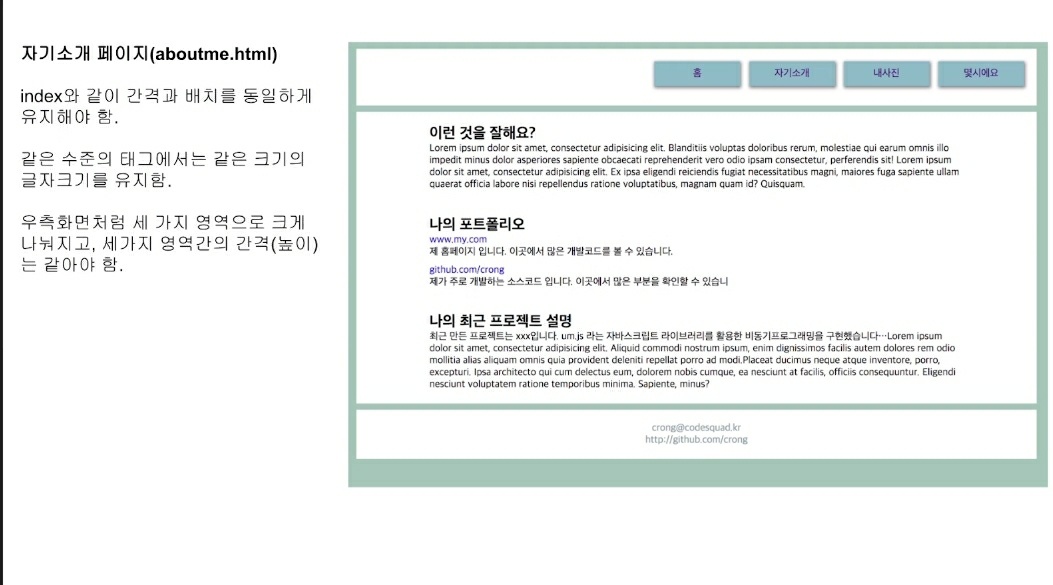 자기소개 페이지(aboutme.html)
index와 같이 간격과 배치를 동일하게
유지해야 함.
같은 수준의 태그에서는 같은 크기의
글자크기를 유지함.
우측화면처럼 세 가지 영역으로 크게
나눠지고, 세가지 영역간의 간격(높이)
는 같아야 함.
홈 자기소개 내사진 몇시에요
이런 것을 잘해요?
Lorem ipsum dolor sit amet, consectetur adipisicing elit. Blanditiis voluptas doloribus rerum, molestiae qui earum omnis illo
impedit minus dolor asperiores sapiente obcaecati reprehenderit vero odio ipsam consectetur, perferendis sit! Lorem ipsum
dolor sit amet, consectetur adipisicing elit. Ex ipsa eligendi reiciendis fugiat necessitatibus magni, maiores fuga sapiente ullam
quaerat officia labore nisi repellendus ratione voluptatibus, magnam quam id? Quisquam.
나의 포트폴리오
www.my.com
제 홈페이지 입니다. 이곳에서 많은 개발코드를 볼 수 있습니다.
github.com/crong
제가 주로 개발하는 소스코드 입니다. 이곳에서 많은 부분을 확인할 수 있습니
나의 최근 프로젝트 설명
최근 만든 프로젝트는 xxx입니다. um.js 라는 자바스크립트 라이브러리를 활용한 비동기프로그래밍을 구현했습니다…Lorem ipsum
dolor sit amet, consectetur adipisicing elit. Aliquid commodi nostrum ipsum, enim dignissimos facilis autem dolores rem odio
mollitia alias aliquam omnis quia provident deleniti repellat porro ad modi.Placeat ducimus neque atque inventore, porro,
excepturi. Ipsa architecto qui cum delectus eum, dolorem nobis cumque, ea nesciunt at facilis, officiis consequuntur. Eligendi
nesciunt voluptatem ratione temporibus minima. Sapiente, minus?
crong@codesquad.kr
http://github.com/crong